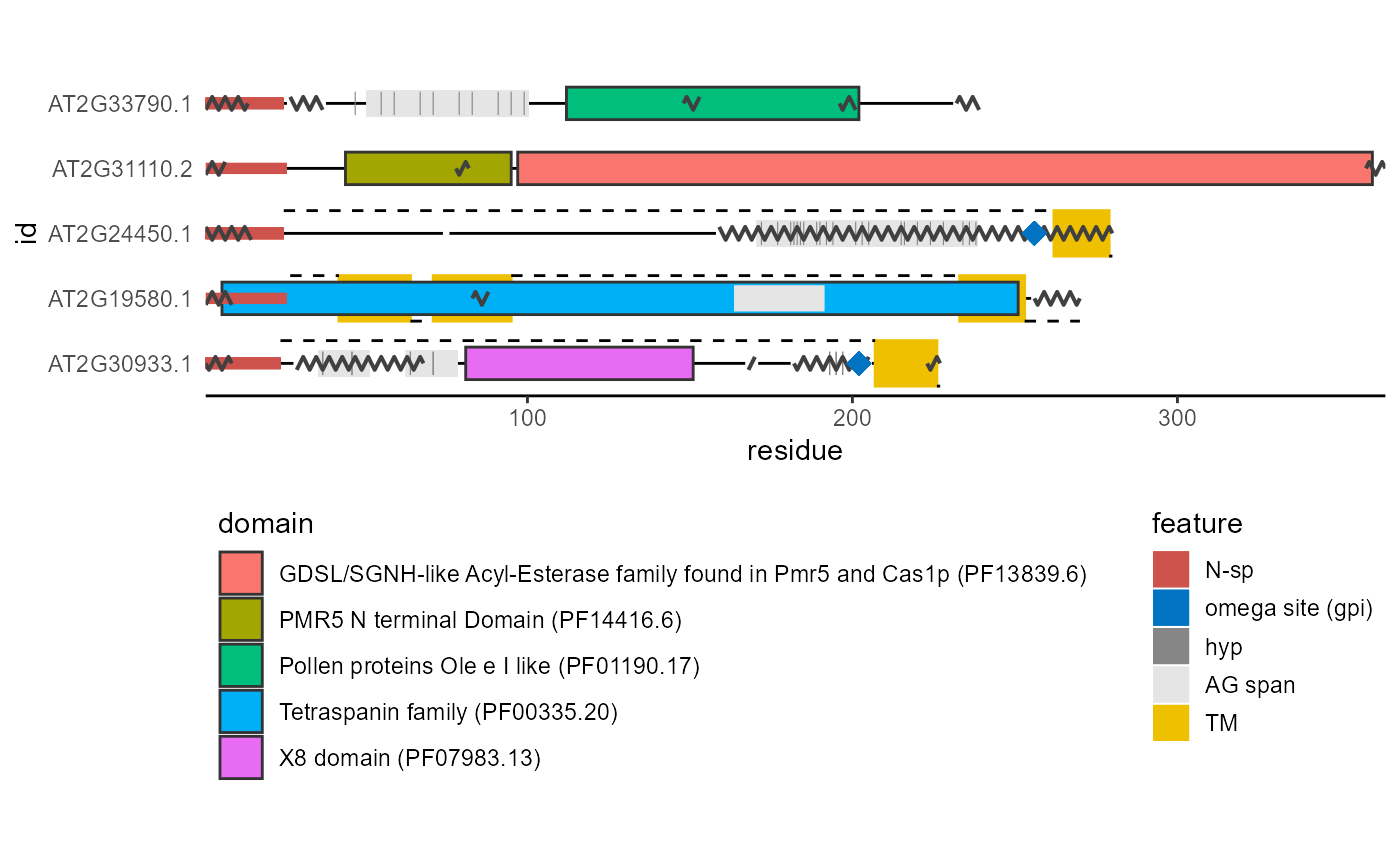 AT2G33790.1
AT2G31110.2
id
AT2G24450.1
AT2G19580.1
AT2G30933.1
100
200
300
residue
domain
GDSL/SGNH-like Acyl-Esterase family found in Pmr5 and Cas1p (PF13839.6)
PMR5 N terminal Domain (PF14416.6)
Pollen proteins Ole e I like (PF01190.17)
Tetraspanin family (PF00335.20)
X8 domain (PF07983.13)
feature
N-sp
omega site (gpi)
hyp
AG span
TM